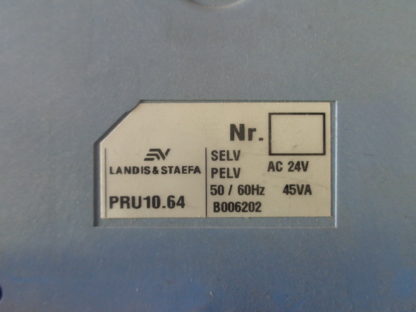 Nr.
LANDIS & STAEFA
PRU10.64
SELV
PELV AC 24V
50 / 60Hz 45VA
B006202